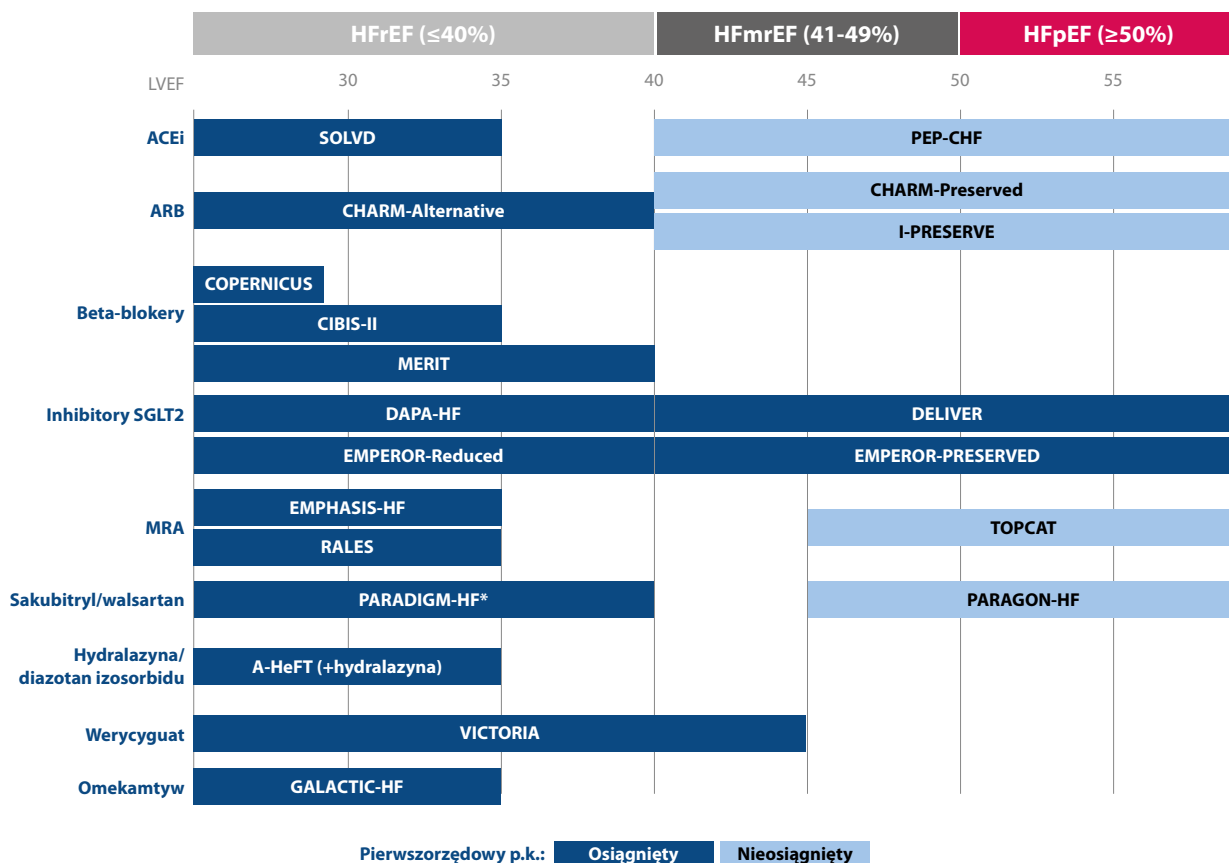 HFrEF (≤40%) HFmrEF (41-49%) HFpEF (≥50%)
LVEF 30 35 40 45 50 55
ACEi SOLVD PEP-CHF
CHARM-Preserved
ARB CHARM-Alternative
I-PRESERVE
COPERNICUS
Beta-blokery
CIBIS-II
MERIT
Inhibitory SGLT2 DAPA-HF DELIVER
EMPEROR-Reduced EMPEROR-PRESERVED
EMPHASIS-HF
MRA TOPCAT
RALES
Sakubitryl/walsartan PARADIGM-HF* PARAGON-HF
Hydralazyna/
diazotan izosorbidu
A-HeFT (+hydralazyna)
Werycyguat VICTORIA
Omekamtyw GALACTIC-HF
Pierwszorzędowy p.k.: Osiągnięty Nieosiągnięty